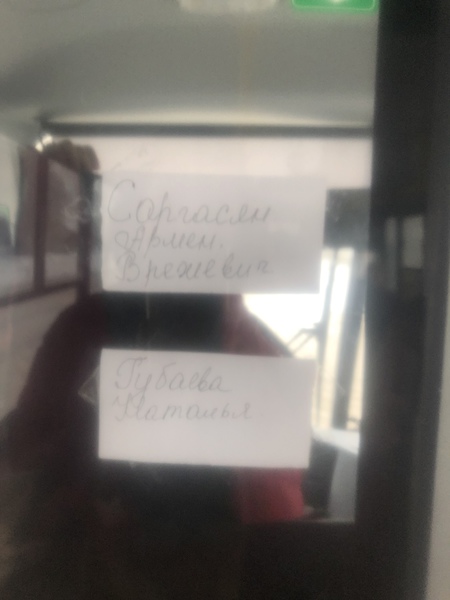 Саргасян
Армен.
Врежевич
Губаева
Наталья